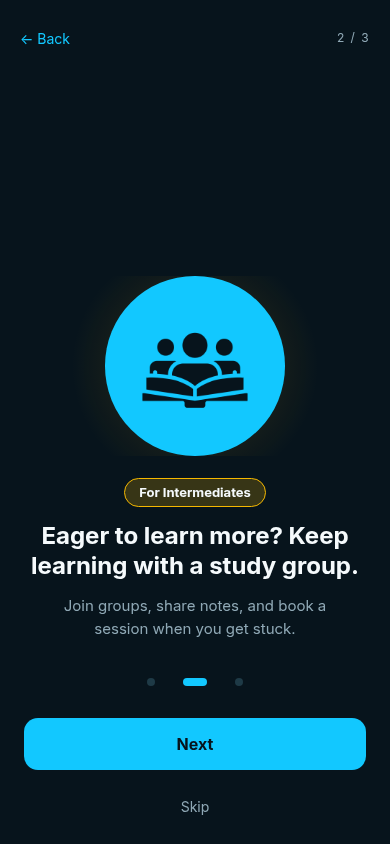 ← Back
2 / 3
For Intermediates
Eager to learn more? Keep
learning with a study group.
Join groups, share notes, and book a
session when you get stuck.
Next
Skip